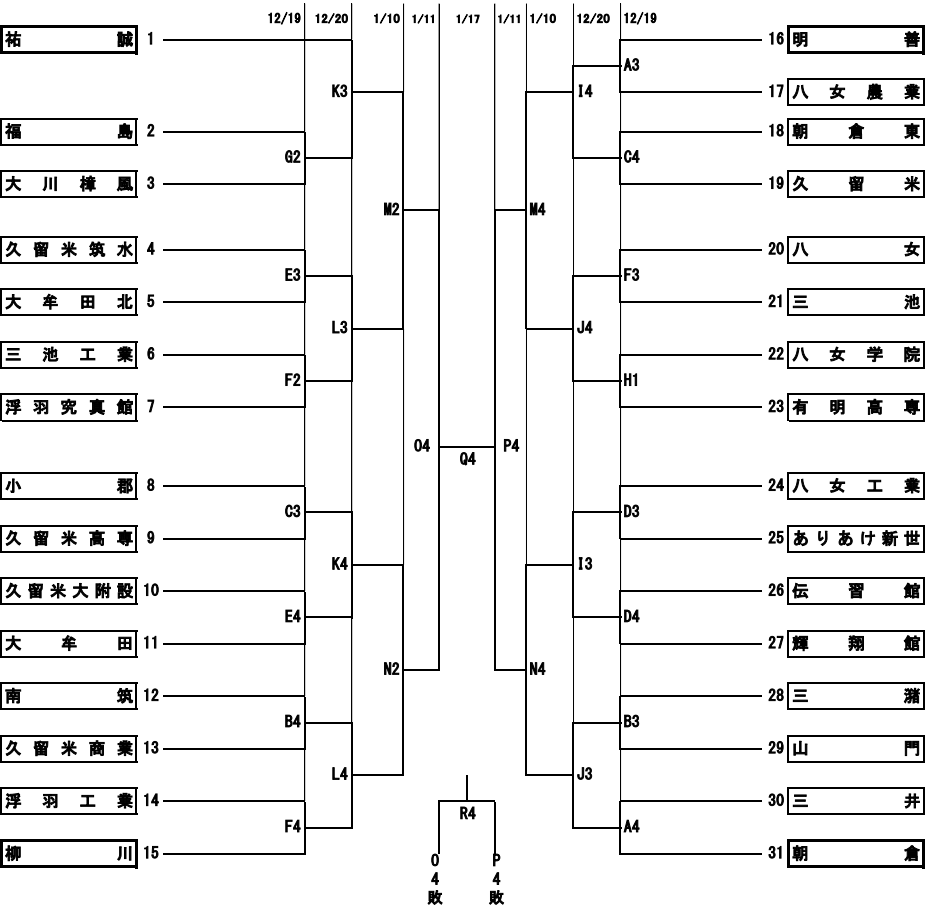 12/19 12/20 1/10 1/11 1/17 1/11 1/10 12/20 12/19
祐誠 1 16 明善
A3
K3 I4
17 八女農業
福島 2 18 朝倉東
G2 C4
大川樟風 3 19 久留米
M2 M4
久留米筑水 4 20 八女
E3 F3
大牟田北 5 21 三池
L3 J4
三池工業 6 22 八女学院
F2 H1
浮羽究真館 7 23 有明高専
O4 Q4 P4
小郡 8 24 八女工業
C3 D3
久留米高専 9 25 ありあけ新世
K4 I3
久留米大附設 10 26 伝習館
E4 D4
大牟田 11 27 輝翔館
N2 N4
南筑 12 28 三潴
B4 B3
久留米商業 13 29 山門
L4 J3
浮羽工業 14 30 三井
R4
F4 A4
柳川 15 31 朝倉
O4敗 P4敗